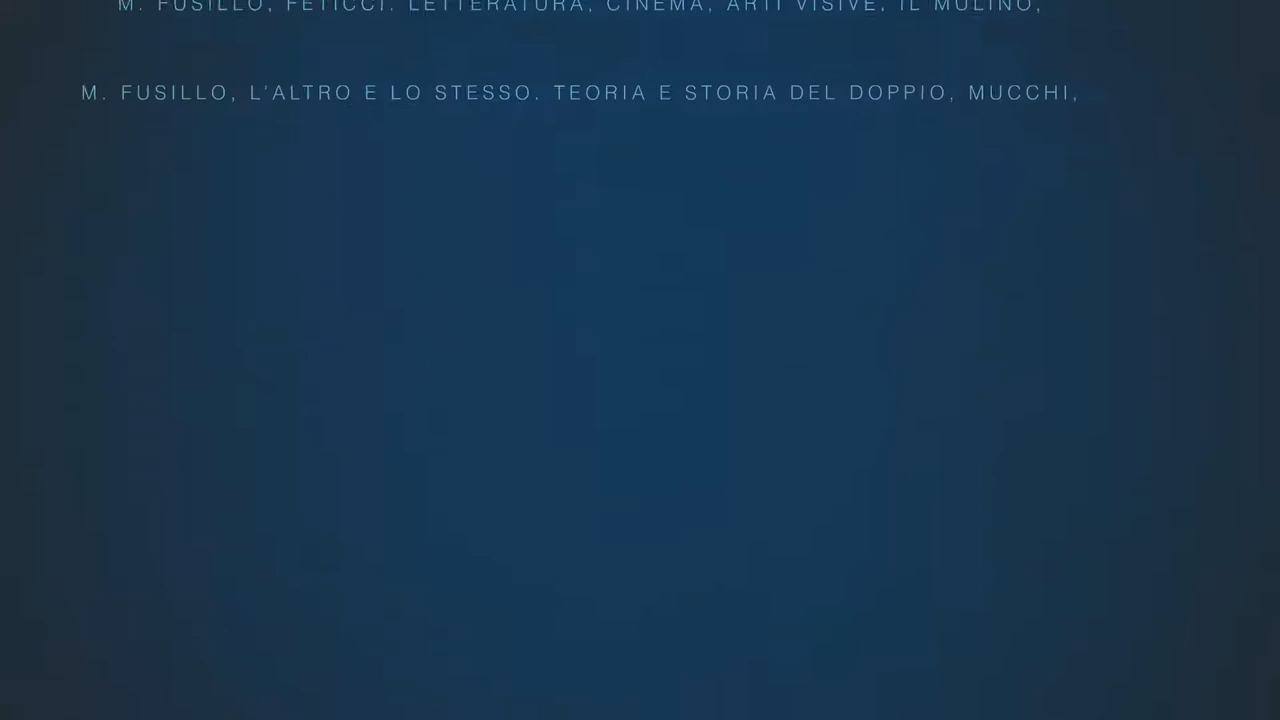 M. FUSILLO, FETICCI. LETTERATURA, CINEMA, ARTI VISIVE, IL MULINO,
M. FUSILLO, L'ALTRO E LO STESSO. TEORIA E STORIA DEL DOPPIO, MUCCHI,